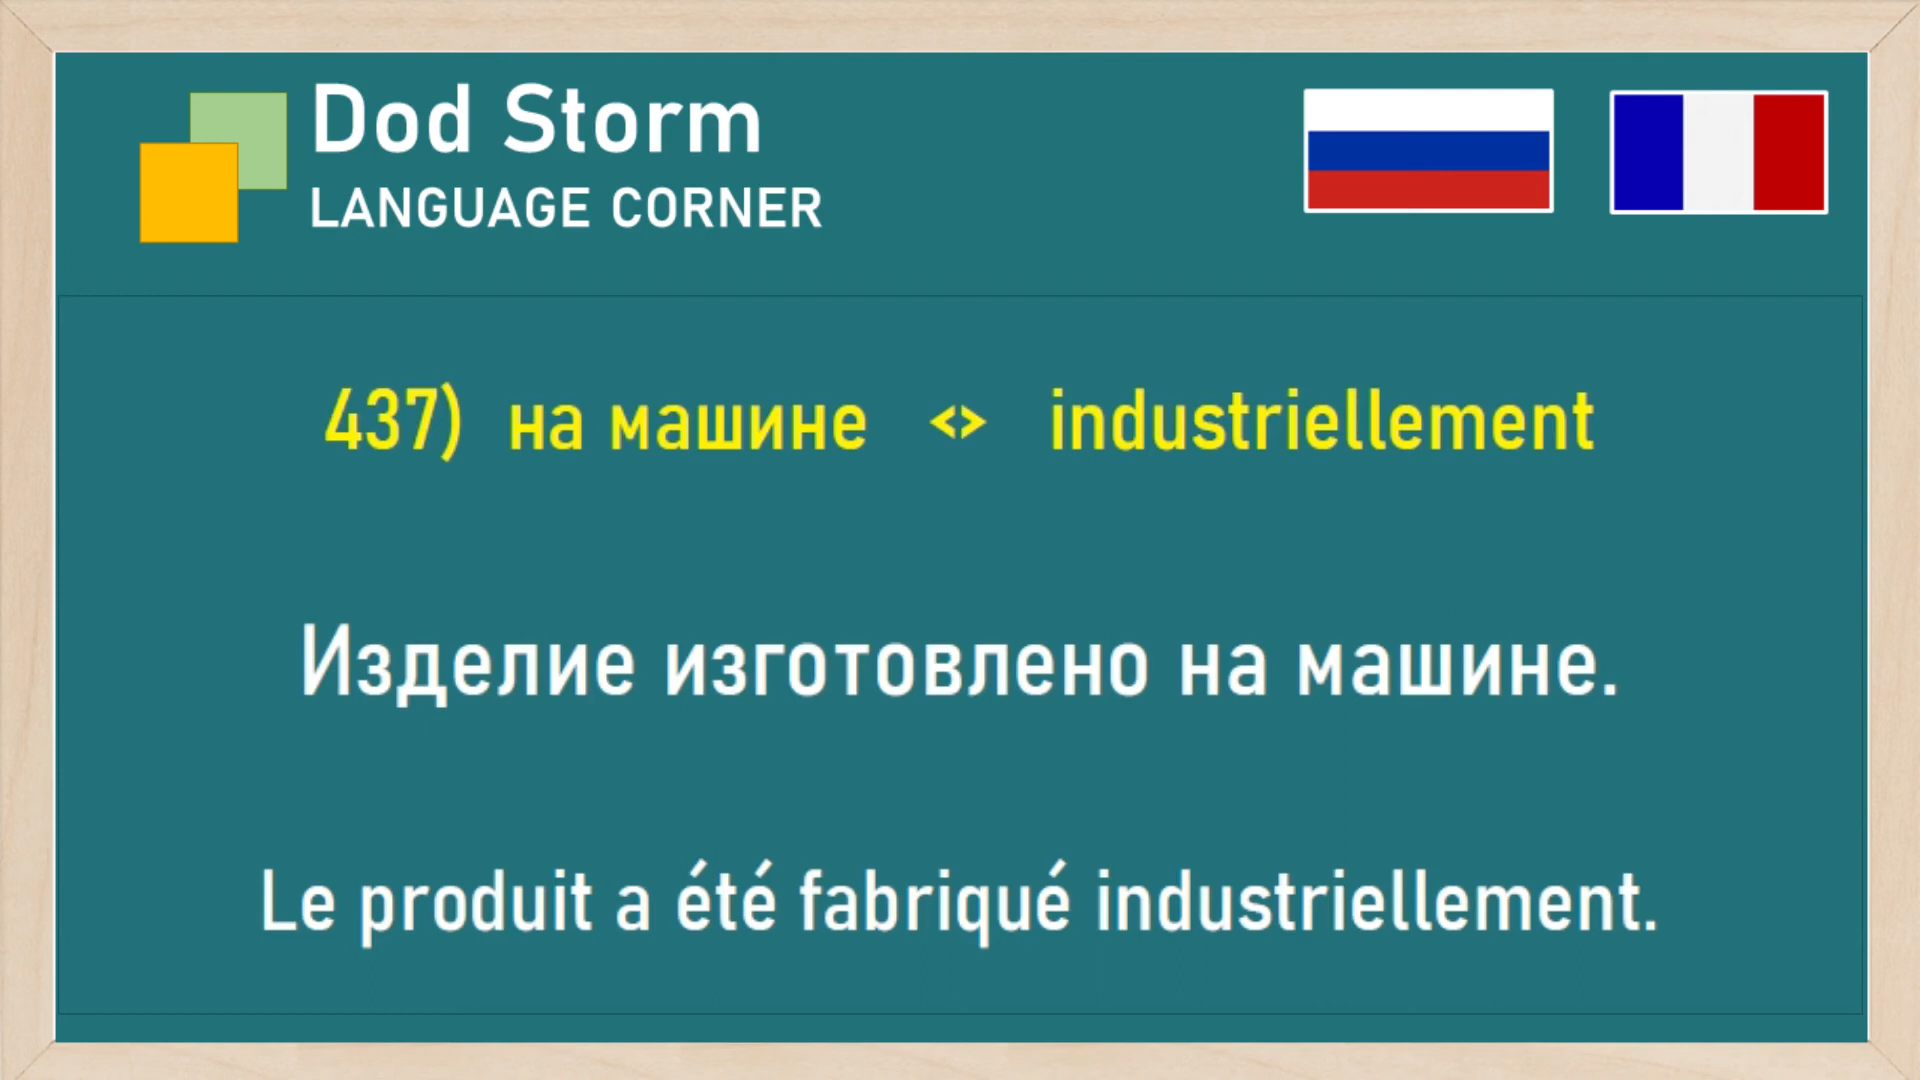 Dod Storm
LANGUAGE CORNER
437) на машине <> industriellement
Изделие изготовлено на машине.
Le produit a été fabriqué industriellement.